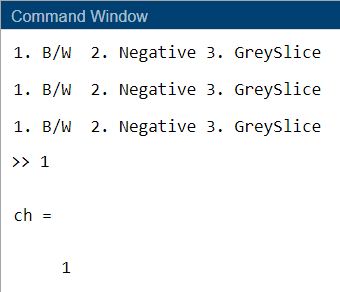 Command Window
1. B/W  2. Negative 3. GreySlice
1. B/W  2. Negative 3. GreySlice
1. B/W  2. Negative 3. GreySlice
>> 1
ch =
1